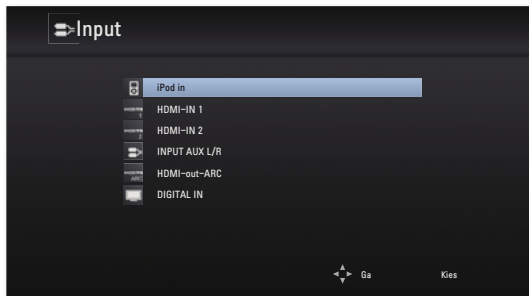 Input
iPod in
HDMI-IN 1
HDMI-IN 2
INPUT AUX L/R
HDMI-out-ARC
DIGITAL IN
Ga Kies